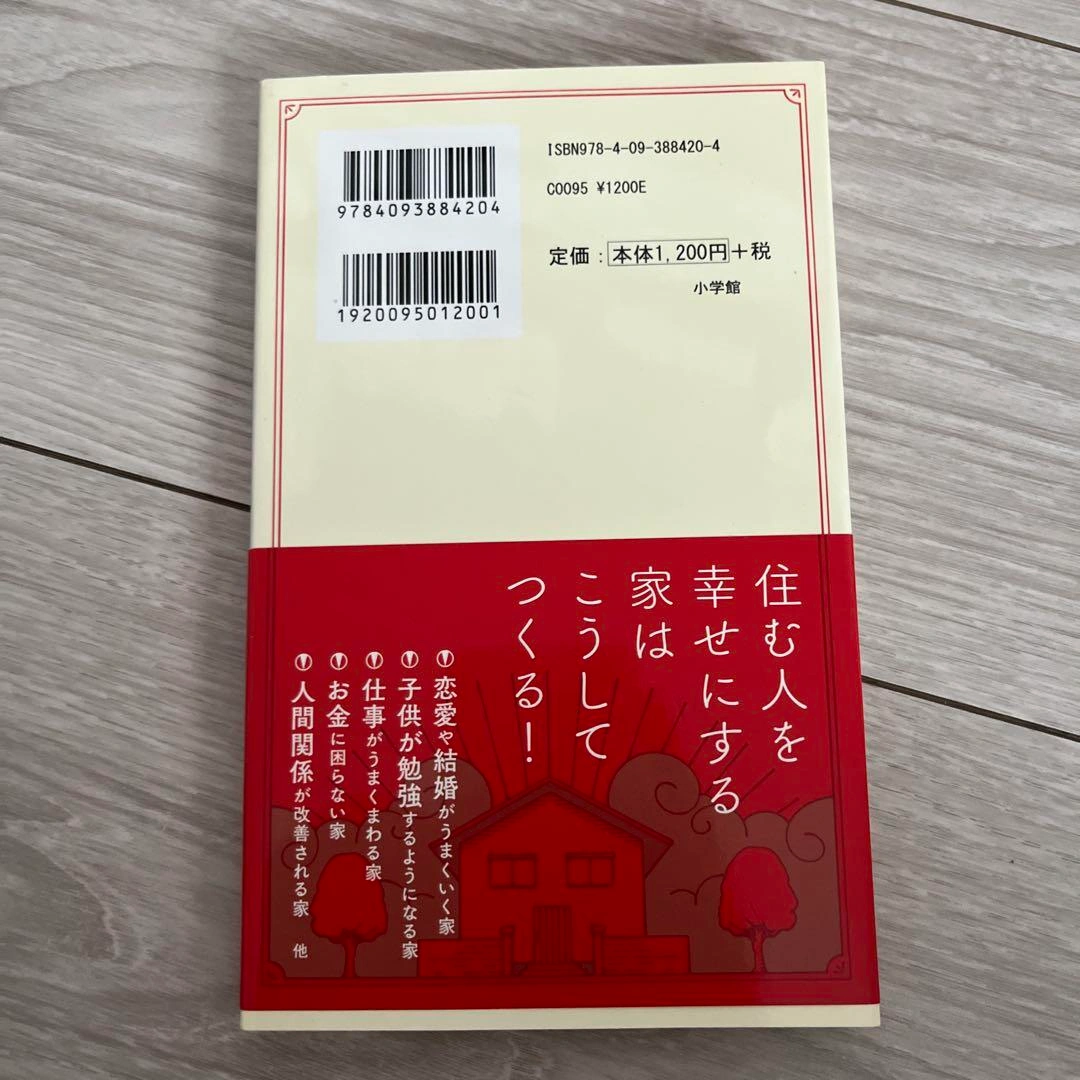 9784093884204
1920095012001
ISBN978-4-09-388420-4
C0095 ¥1200E
定価：本体1,200円＋税
小学館
住む人を
幸せにする
家は
こうして
つくる！
恋愛や結婚がうまくいく家
子供が勉強するようになる家
仕事がうまくまわる家
お金に困らない家
人間関係が改善される家 他